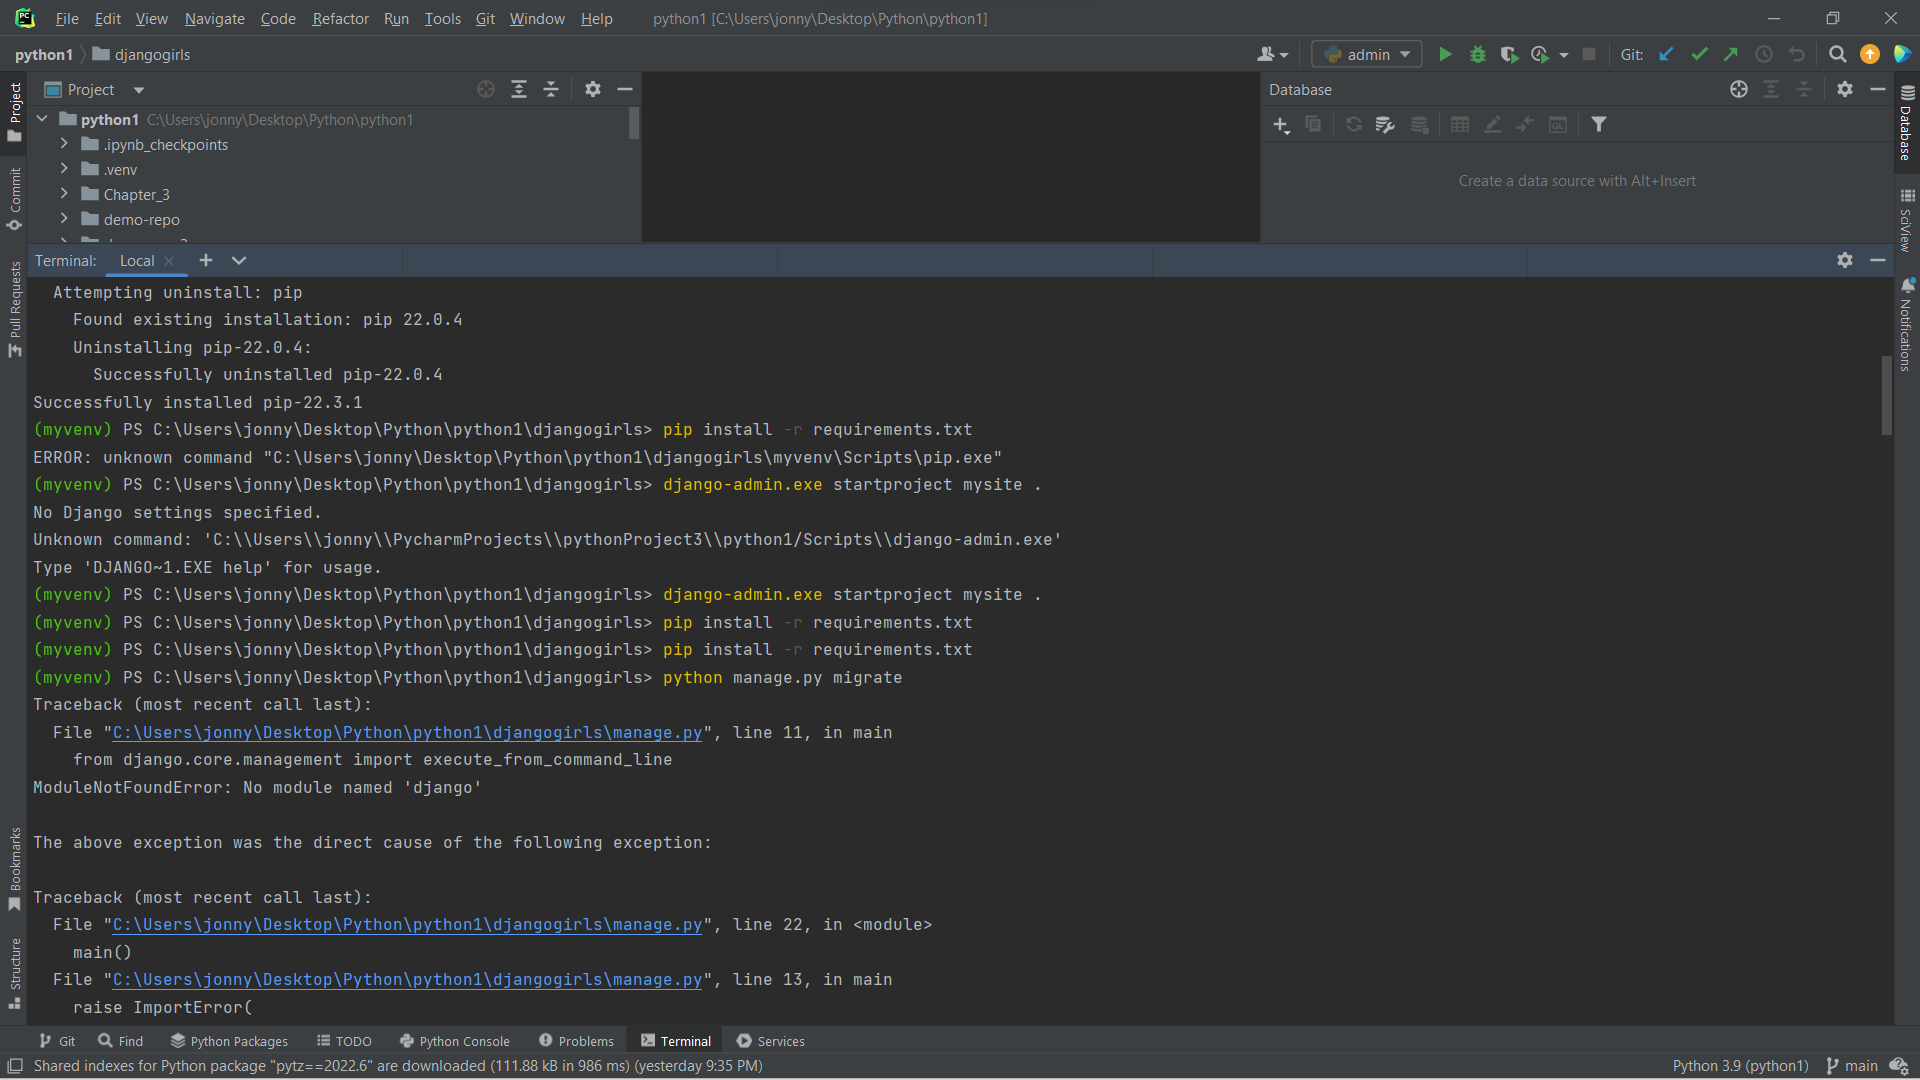 PC
File Edit View Navigate Code Refactor Run Tools Git Window Help python1 [C:\Users\jonny\Desktop\Python\python1]
python1 djangogirls admin Git:
Project
Database
python1 C:\Users\jonny\Desktop\Python\python1
.ipynb_checkpoints
.venv
Chapter_3
demo-repo
Create a data source with Alt+Insert
Project
Commit
Pull Requests
Bookmarks
Structure
Database
SciView
Notifications
Terminal: Local
Attempting uninstall: pip
Found existing installation: pip 22.0.4
Uninstalling pip-22.0.4:
Successfully uninstalled pip-22.0.4
Successfully installed pip-22.3.1
(myvenv) PS C:\Users\jonny\Desktop\Python\python1\djangogirls> pip install -r requirements.txt
ERROR: unknown command "C:\Users\jonny\Desktop\Python\python1\djangogirls\myvenv\Scripts\pip.exe"
(myvenv) PS C:\Users\jonny\Desktop\Python\python1\djangogirls> django-admin.exe startproject mysite .
No Django settings specified.
Unknown command: 'C:\\Users\\jonny\\PycharmProjects\\pythonProject3\\python1/Scripts\\django-admin.exe'
Type 'DJANGO~1.EXE help' for usage.
(myvenv) PS C:\Users\jonny\Desktop\Python\python1\djangogirls> django-admin.exe startproject mysite .
(myvenv) PS C:\Users\jonny\Desktop\Python\python1\djangogirls> pip install -r requirements.txt
(myvenv) PS C:\Users\jonny\Desktop\Python\python1\djangogirls> pip install -r requirements.txt
(myvenv) PS C:\Users\jonny\Desktop\Python\python1\djangogirls> python manage.py migrate
Traceback (most recent call last):
File "C:\Users\jonny\Desktop\Python\python1\djangogirls\manage.py", line 11, in main
from django.core.management import execute_from_command_line
ModuleNotFoundError: No module named 'django'
The above exception was the direct cause of the following exception:
Traceback (most recent call last):
File "C:\Users\jonny\Desktop\Python\python1\djangogirls\manage.py", line 22, in <module>
main()
File "C:\Users\jonny\Desktop\Python\python1\djangogirls\manage.py", line 13, in main
raise ImportError(
Git Find Python Packages TODO Python Console Problems Terminal Services
Shared indexes for Python package "pytz==2022.6" are downloaded (111.88 kB in 986 ms) (yesterday 9:35 PM) Python 3.9 (python1) main